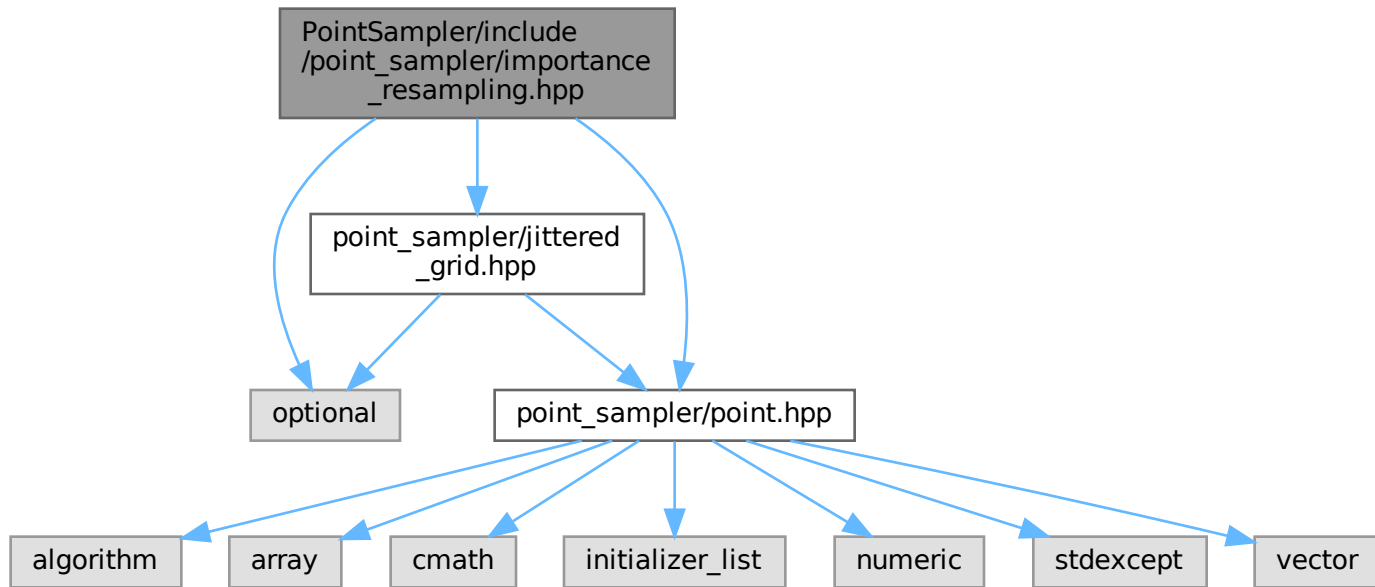 PointSampler/include
/point_sampler/importance
_resampling.hpp
point_sampler/jittered
_grid.hpp
optional
point_sampler/point.hpp
algorithm
array
cmath
initializer_list
numeric
stdexcept
vector